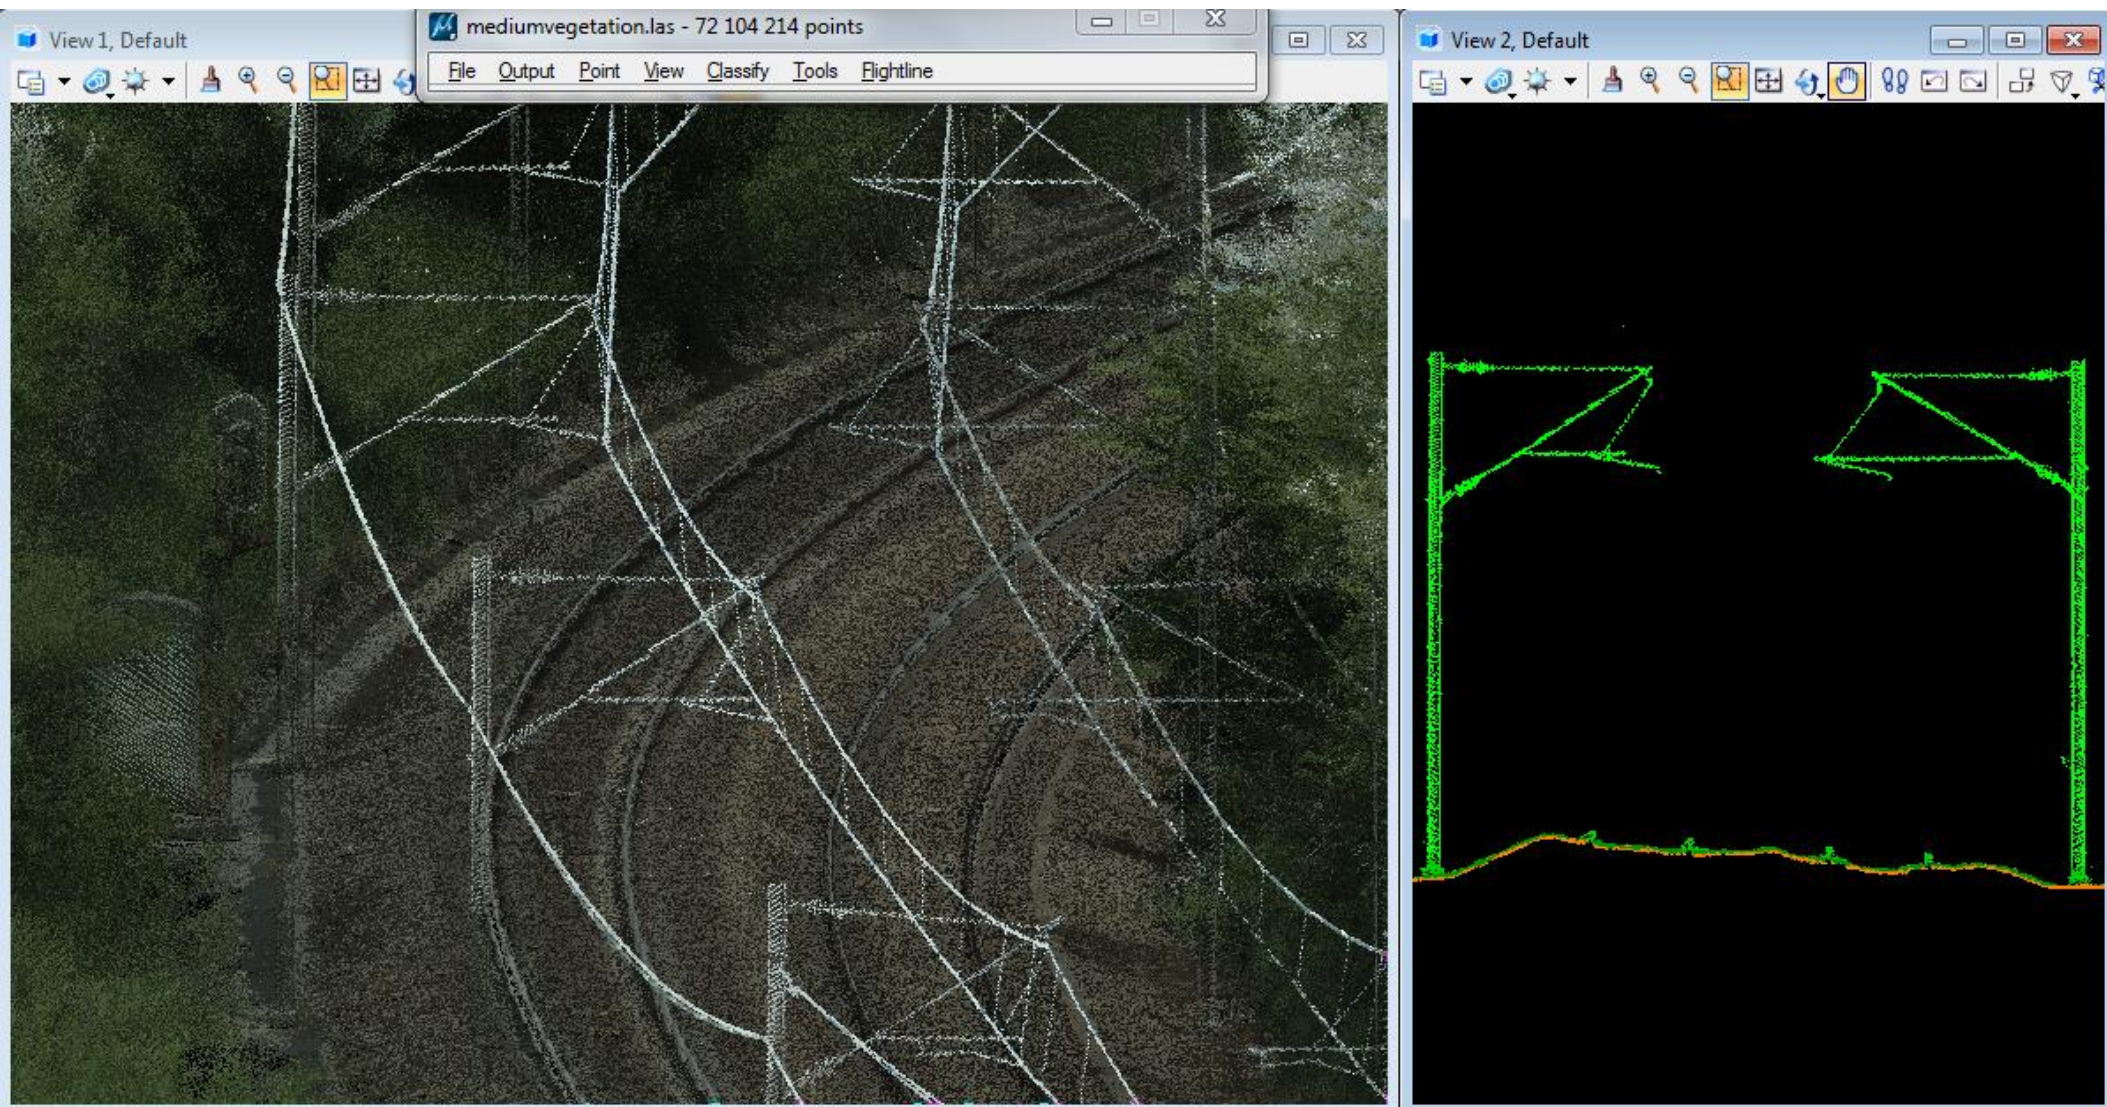 View 1, Default
mediumvegetation.las - 72 104 214 points
File Output Point View Classify Tools Flightline
View 2, Default